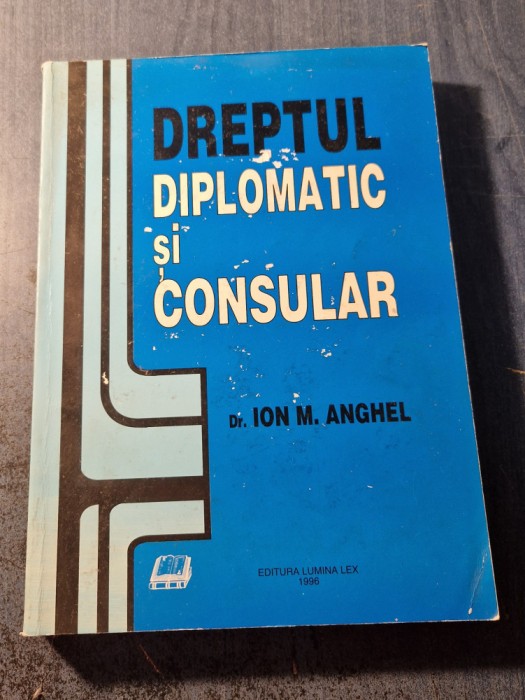 DREPTUL
DIPLOMATIC
și
CONSULAR
Dr. ION M. ANGHEL
EDITURA LUMINA LEX
1996